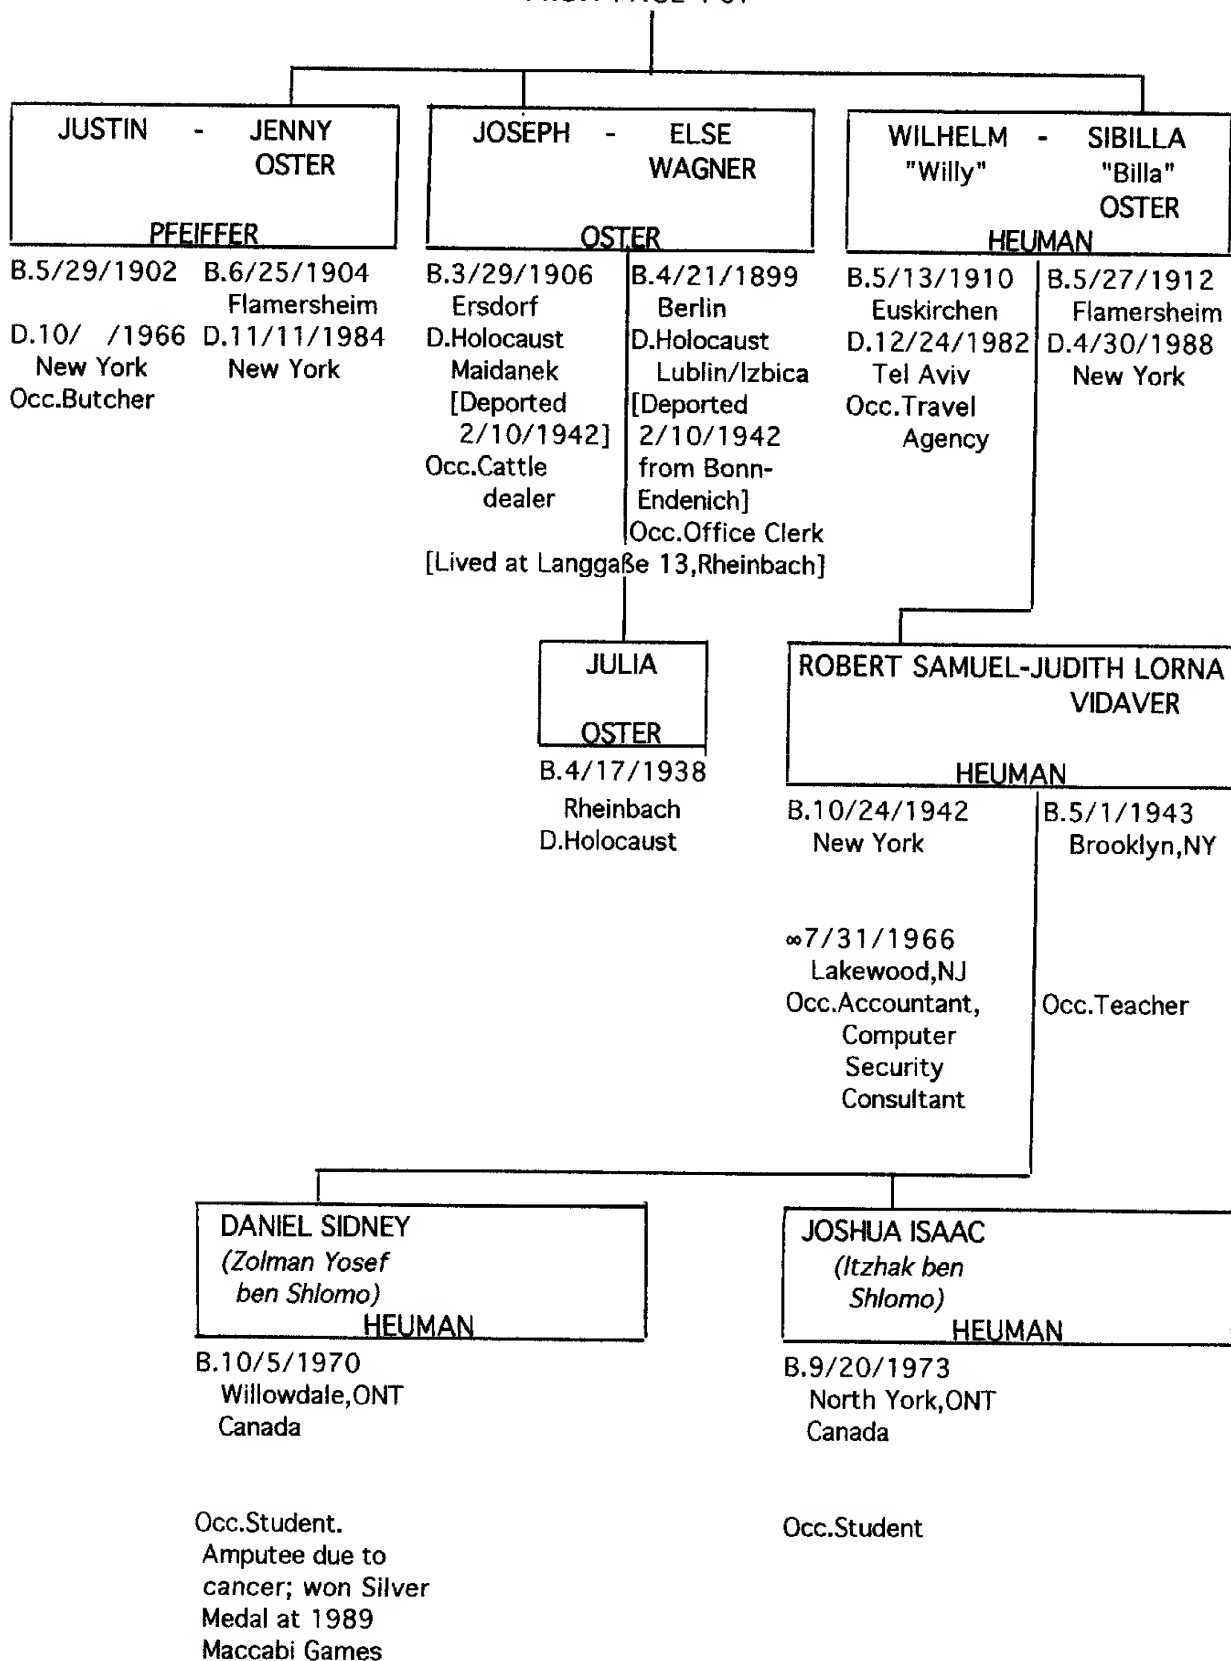 JUSTIN - JENNY
OSTER
PFEIFFER
B.5/29/1902 B.6/25/1904
Flamersheim
D.10/ /1966 D.11/11/1984
New York New York
Occ.Butcher
JOSEPH - ELSE
WAGNER
OSTER
B.3/29/1906 B.4/21/1899
Ersdorf Berlin
D.Holocaust D.Holocaust
Maidanek Lublin/Izbica
[Deported [Deported
2/10/1942] 2/10/1942
Occ.Cattle from Bonn-
dealer Endenich]
Occ.Office Clerk
[Lived at Langgaße 13,Rheinbach]
WILHELM - SIBILLA
"Willy" "Billa"
OSTER
HEUMAN
B.5/13/1910 B.5/27/1912
Euskirchen Flamersheim
D.12/24/1982 D.4/30/1988
Tel Aviv New York
Occ.Travel
Agency
JULIA
OSTER
B.4/17/1938
Rheinbach
D.Holocaust
ROBERT SAMUEL-JUDITH LORNA
VIDAVER
HEUMAN
B.10/24/1942 B.5/1/1943
New York Brooklyn,NY
∞7/31/1966
Lakewood,NJ
Occ.Accountant, Occ.Teacher
Computer
Security
Consultant
DANIEL SIDNEY
(Zolman Yosef
ben Shlomo)
HEUMAN
B.10/5/1970
Willowdale,ONT
Canada
Occ.Student.
Amputee due to
cancer; won Silver
Medal at 1989
Maccabi Games
JOSHUA ISAAC
(Itzhak ben
Shlomo)
HEUMAN
B.9/20/1973
North York,ONT
Canada
Occ.Student